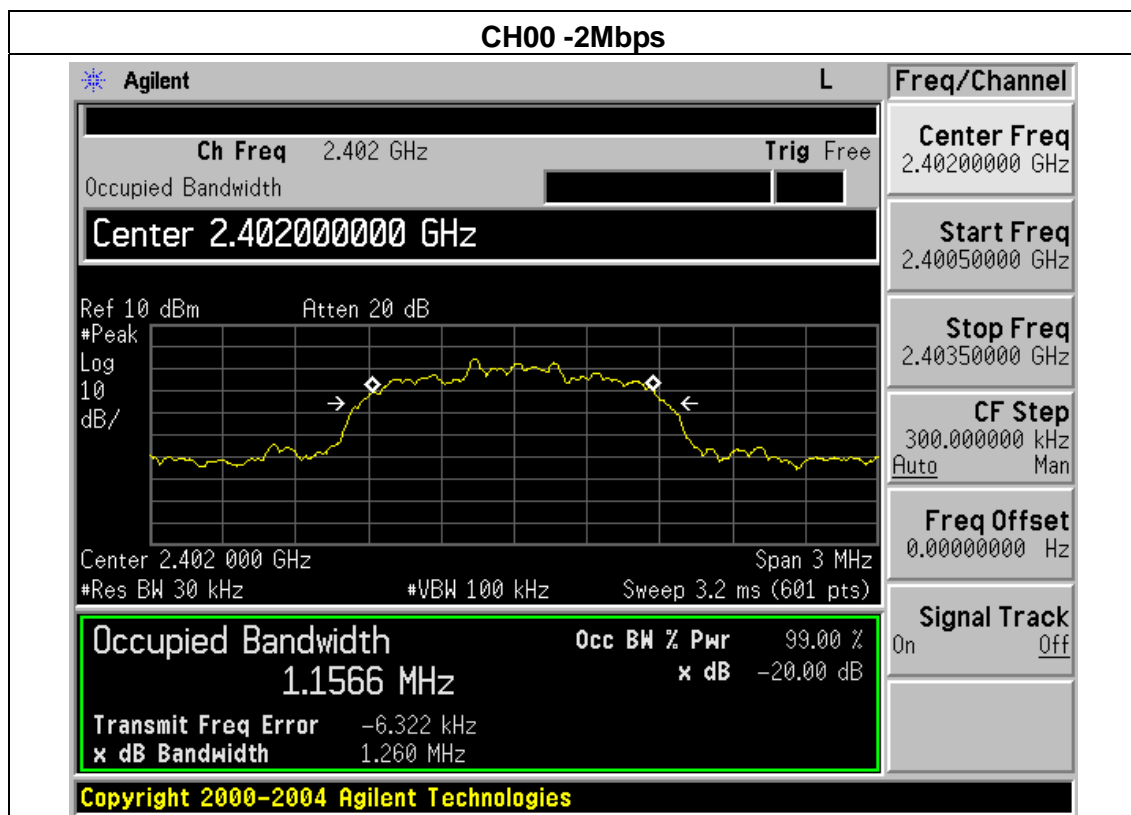 CH00 -2Mbps
Agilent L Freq/Channel
Ch Freq 2.402 GHz Trig Free
Occupied Bandwidth
Center 2.402000000 GHz
Ref 10 dBm Atten 20 dB
#Peak
Log
10
dB/
Center 2.402 000 GHz Span 3 MHz
#Res BW 30 kHz #VBW 100 kHz Sweep 3.2 ms (601 pts)
Occupied Bandwidth Occ BW % Pwr 99.00 %
1.1566 MHz x dB -20.00 dB
Transmit Freq Error -6.322 kHz
x dB Bandwidth 1.260 MHz
Center Freq
2.40200000 GHz
Start Freq
2.40050000 GHz
Stop Freq
2.40350000 GHz
CF Step
300.000000 kHz
Auto Man
Freq Offset
0.00000000 Hz
Signal Track
On Off
Copyright 2000-2004 Agilent Technologies